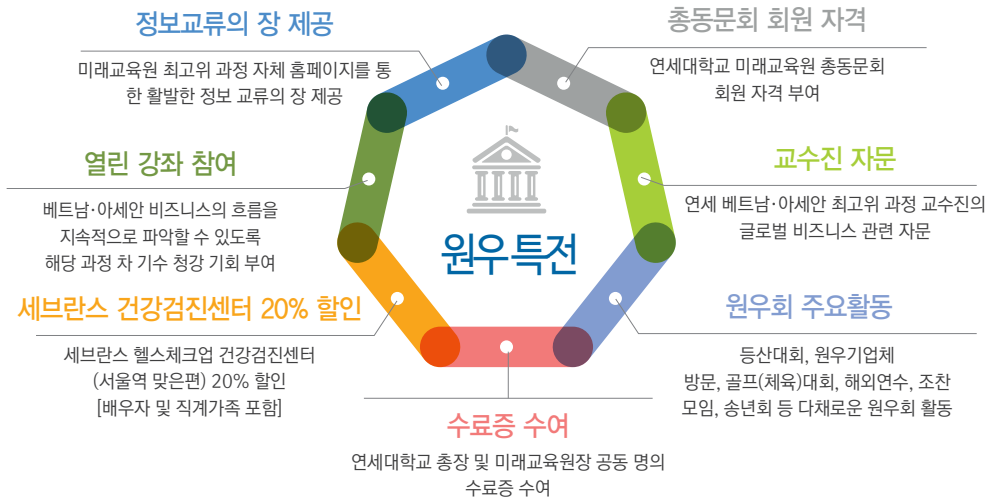 정보교류의 장 제공
미래교육원 최고위 과정 자체 홈페이지를 통
한 활발한 정보 교류의 장 제공
총동문회 회원 자격
연세대학교 미래교육원 총동문회
회원 자격 부여
열린 강좌 참여
베트남·아세안 비즈니스의 흐름을
지속적으로 파악할 수 있도록
해당 과정 차 기수 청강 기회 부여
원우특전
교수진 자문
연세 베트남·아세안 최고위 과정 교수진의
글로벌 비즈니스 관련 자문
세브란스 건강검진센터 20% 할인
세브란스 헬스체크업 건강검진센터
(서울역 맞은편) 20% 할인
[배우자 및 직계가족 포함]
원우회 주요활동
등산대회, 원우기업체
방문, 골프(체육)대회, 해외연수, 조찬
모임, 송년회 등 다채로운 원우회 활동
수료증 수여
연세대학교 총장 및 미래교육원장 공동 명의
수료증 수여